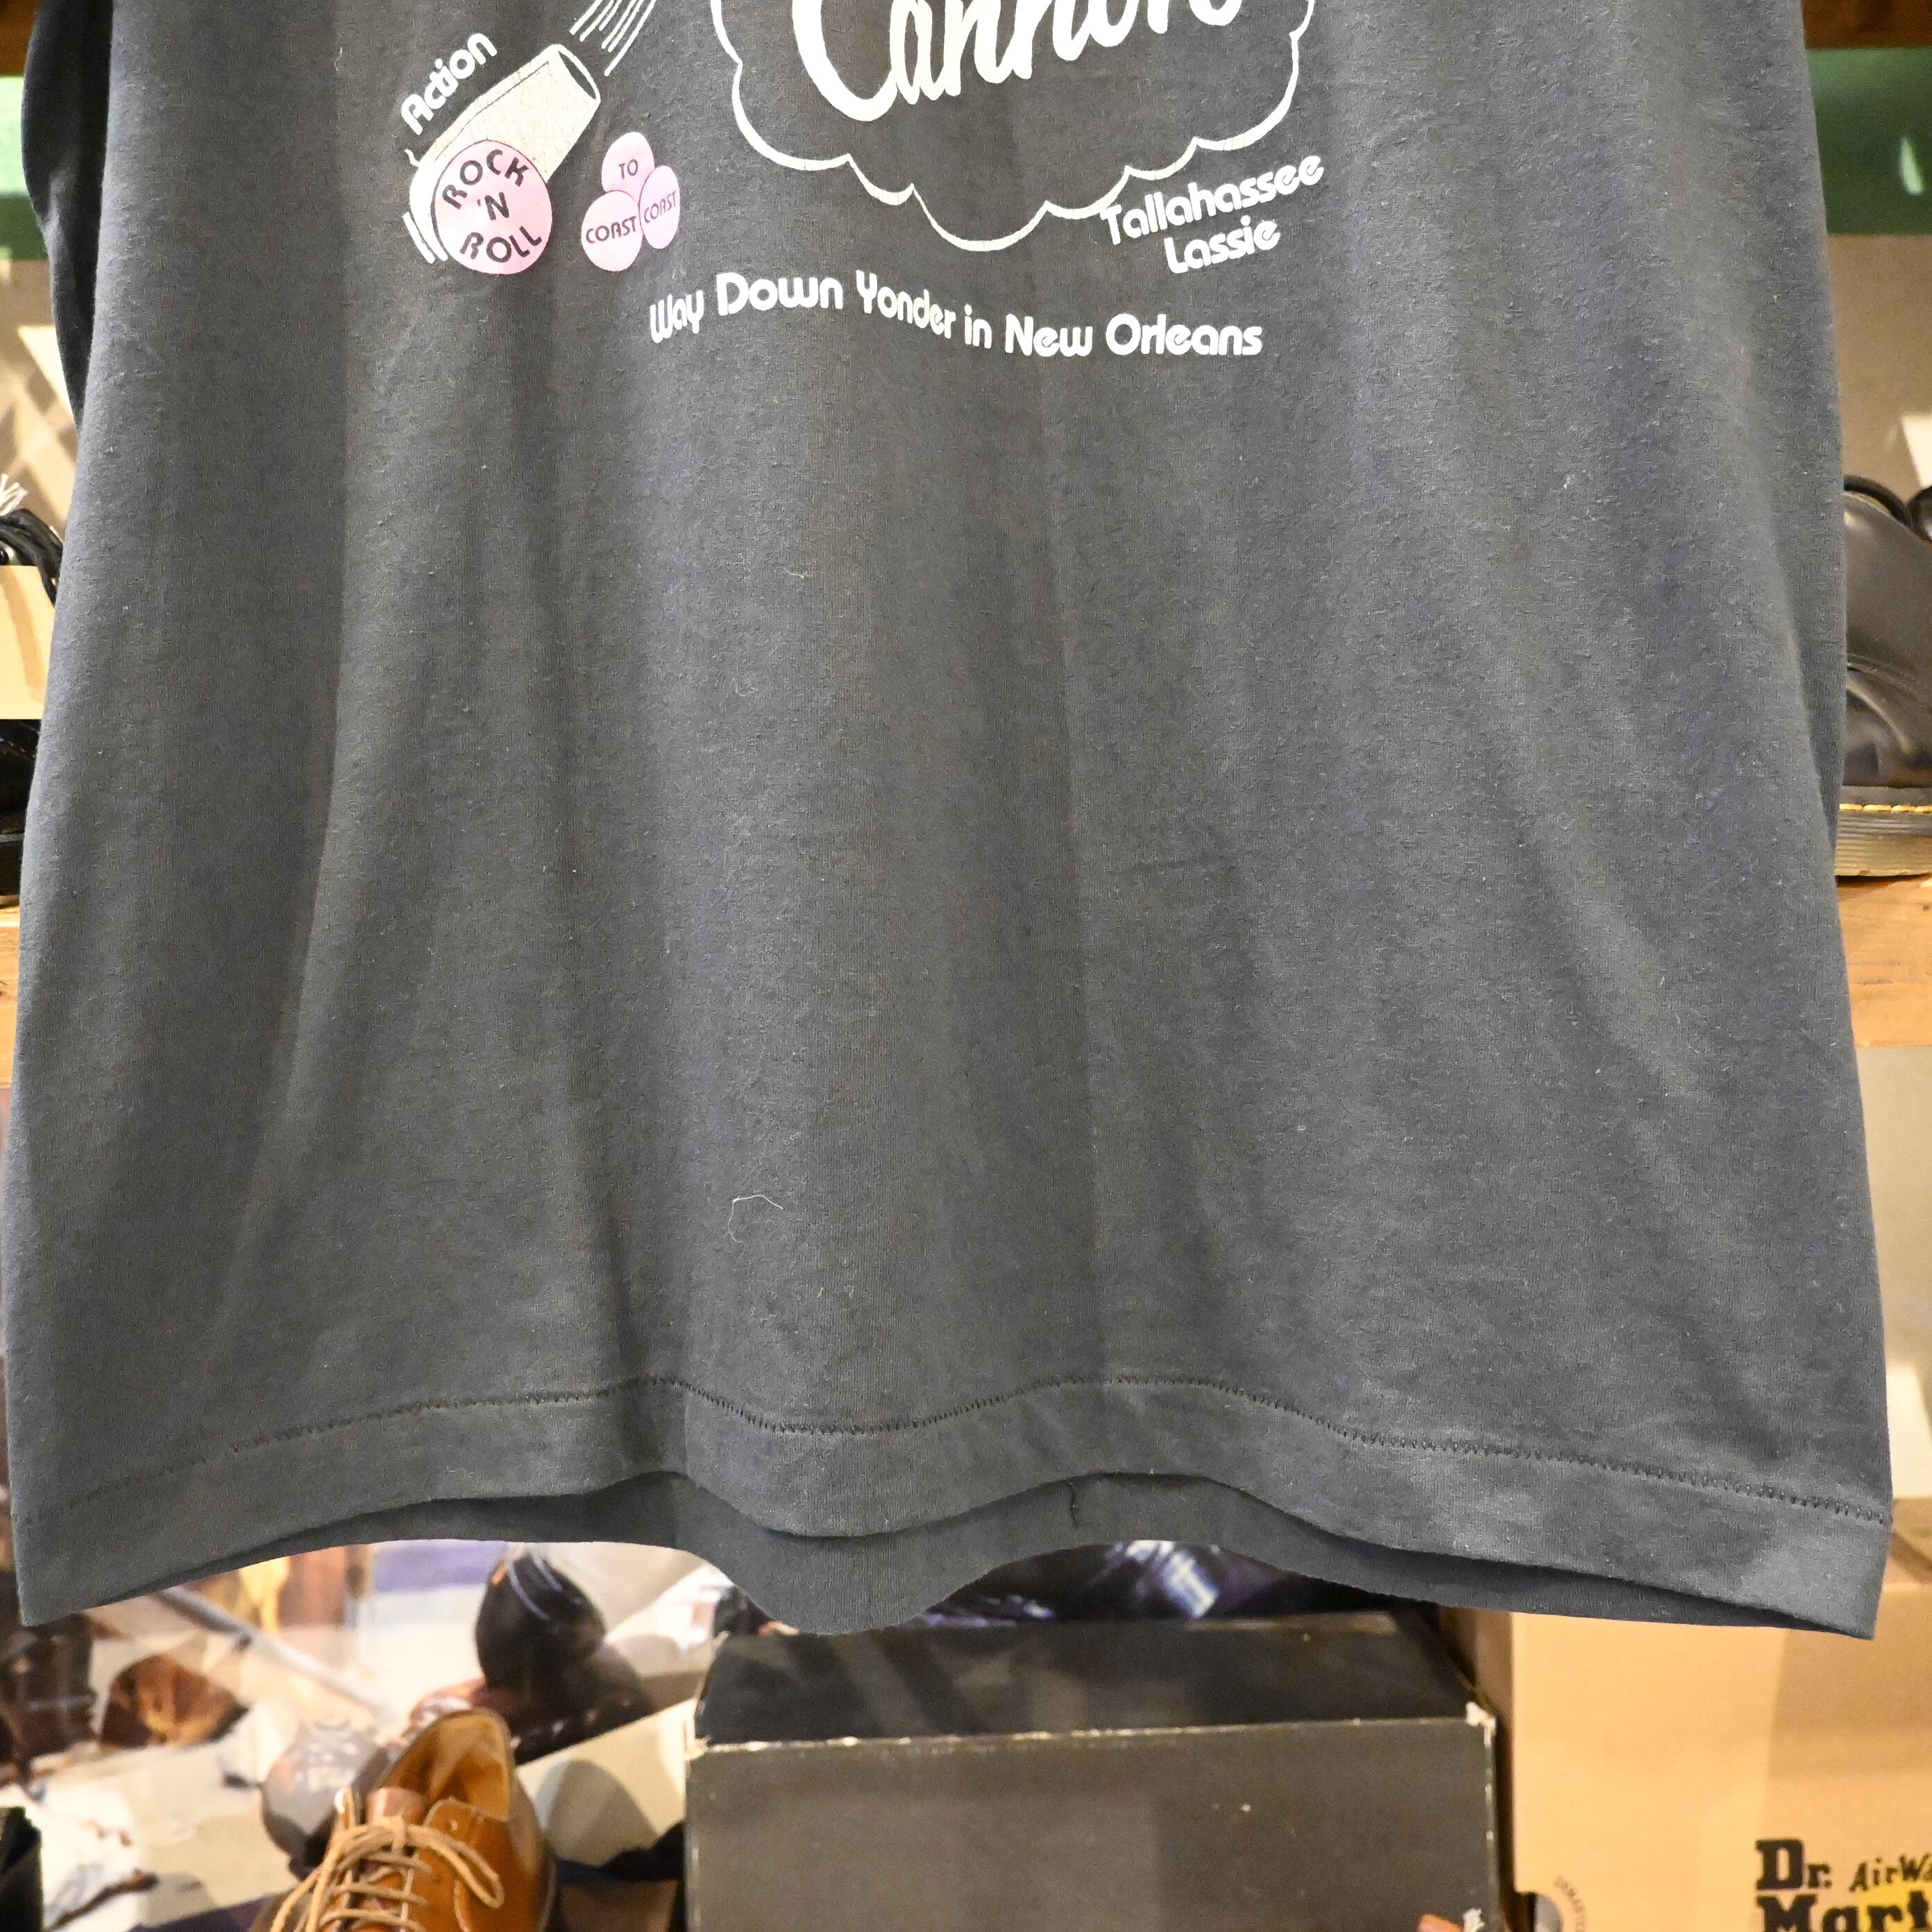 Cannon
Action
ROCK
'N
ROLL
TO
COAST COAST
Tallahassee
Lassie
Way Down Yonder in New Orleans
Dr.